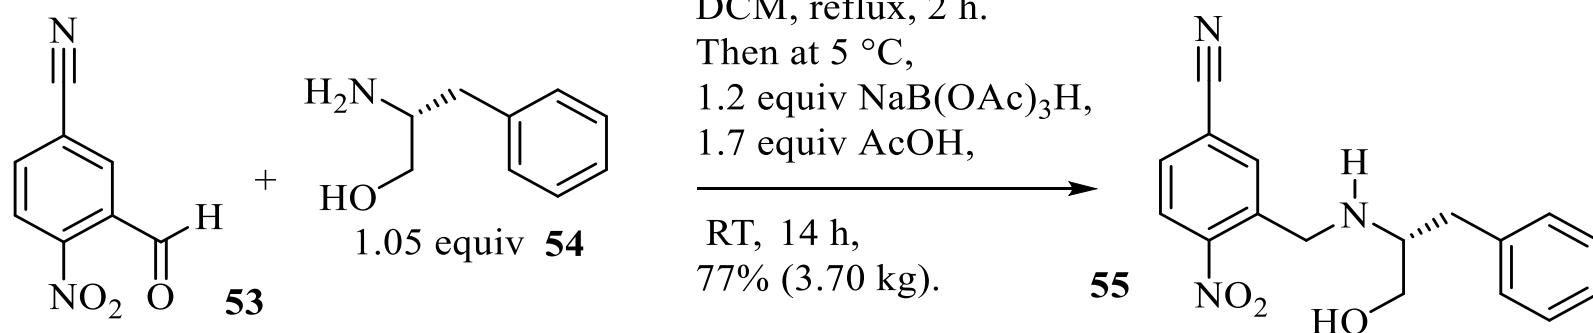 N
H₂N
HO
H
NO₂
O
53
+
1.05 equiv 54
DCM, reflux, 2 h.
Then at 5 °C,
1.2 equiv NaB(OAc)₃H,
1.7 equiv AcOH,
RT, 14 h,
77% (3.70 kg).
N
H
N
NO₂
HO
55